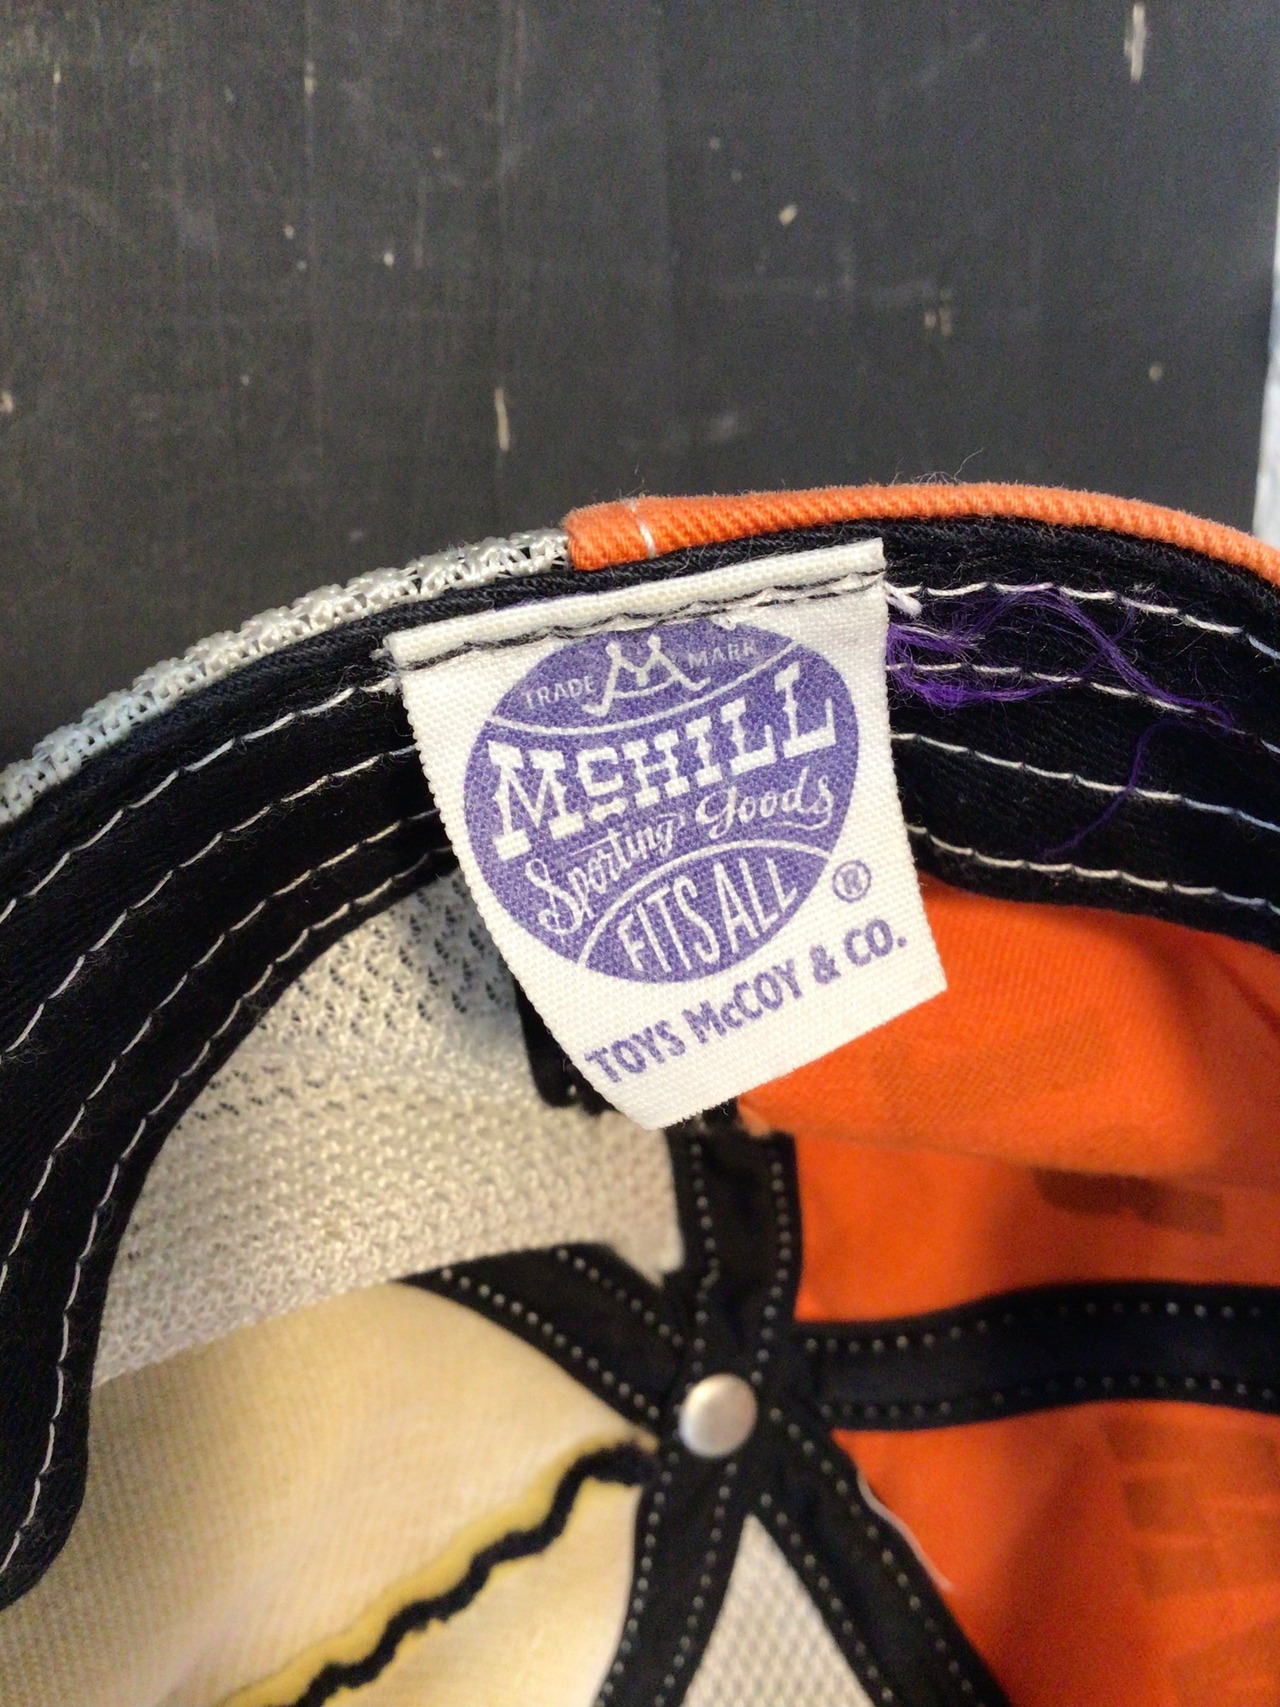 TRADE M MARK
McHILL
Sporting Goods
FITS ALL
®
TOYS McCOY & CO.